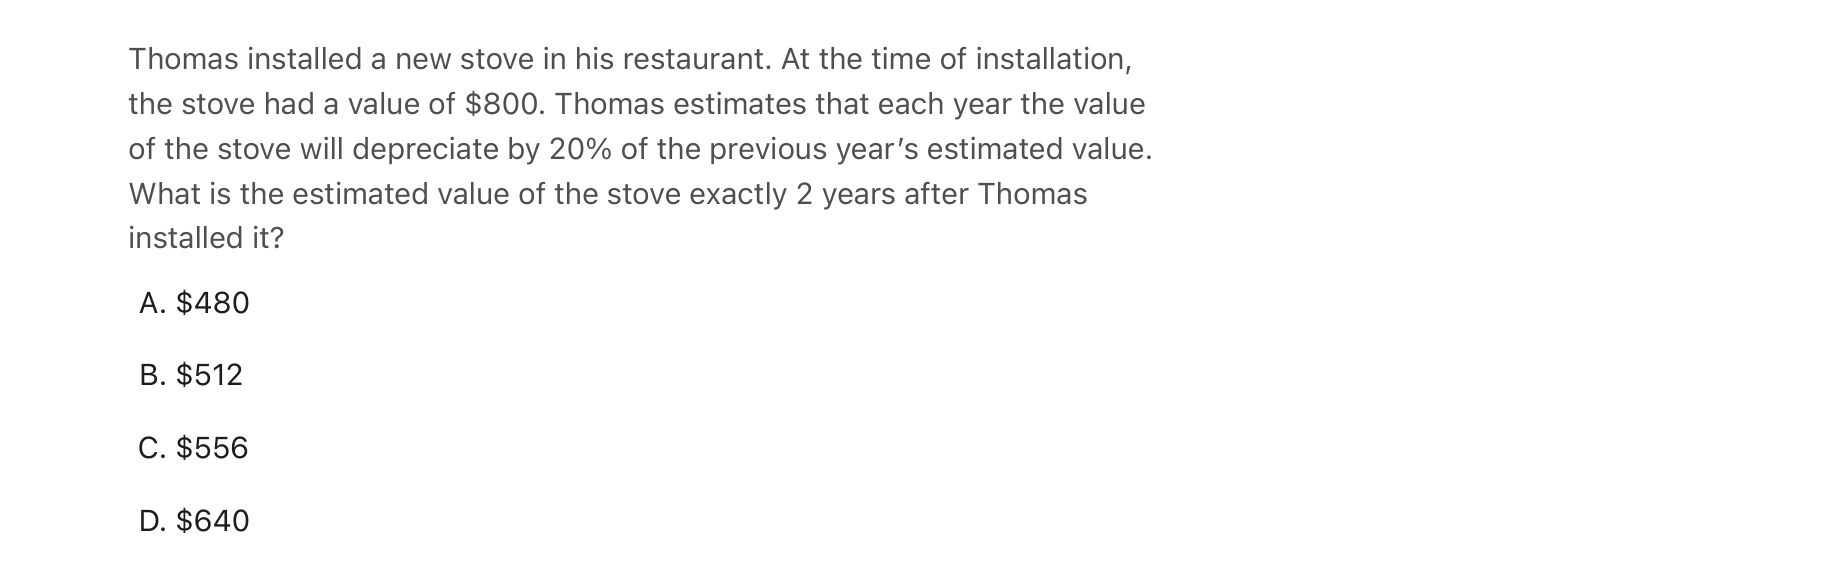 Thomas installed a new stove in his restaurant. At the time of installation,
the stove had a value of $800. Thomas estimates that each year the value
of the stove will depreciate by 20% of the previous year’s estimated value.
What is the estimated value of the stove exactly 2 years after Thomas
installed it?
A. $480
B. $512
C. $556
D. $640